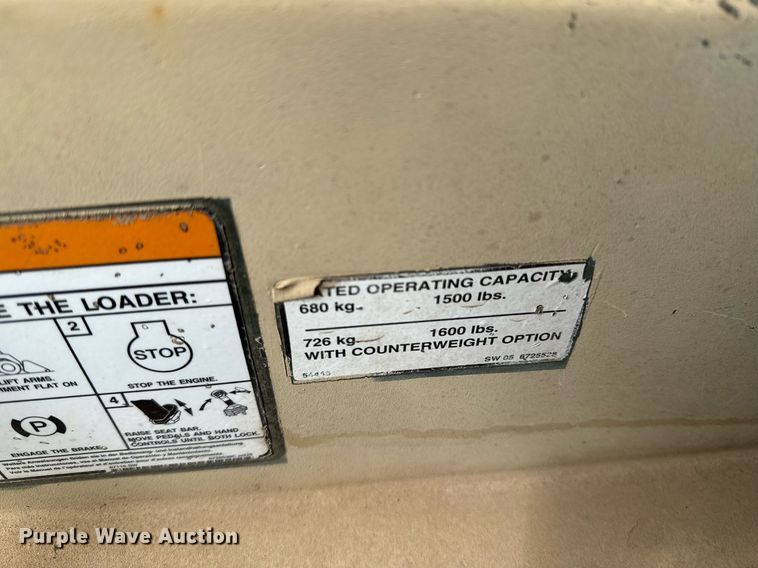 E THE LOADER:
2
STOP
LIFT ARMS.
MENT FLAT ON
STOP THE ENGINE.
P
4
ENGAGE THE BRAKE.
RAISE SEAT BAR.
MOVE PEDALS AND HAND
CONTROLS UNTIL BOTH LOCK.
ATED OPERATING CAPACITY
680 kg. 1500 lbs.
726 kg. 1600 lbs.
WITH COUNTERWEIGHT OPTION
SW 05 6725528
Purple Wave Auction